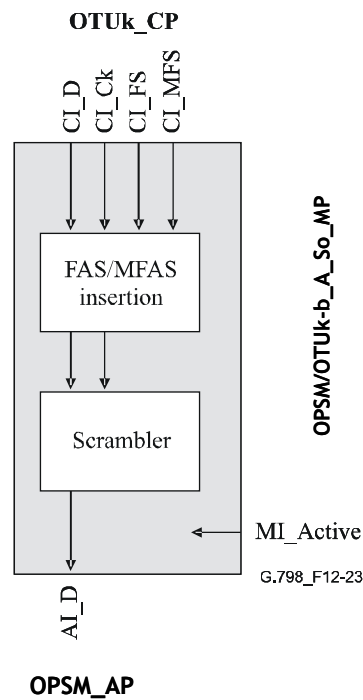 OTUk_CP
CI_D
CI_Ck
CI_FS
CI_MFS
FAS/MFAS
insertion
OPSM/OTUk-b_A_So_MP
Scrambler
MI_Active
G.798_F12-23
AI_D
OPSM_AP